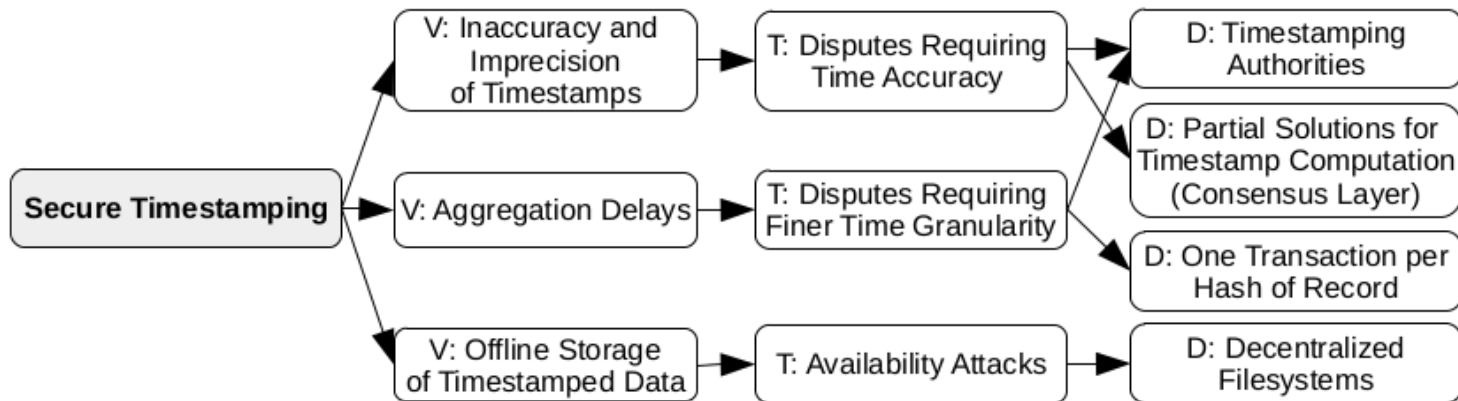 Secure Timestamping
V: Inaccuracy and
Imprecision
of Timestamps
V: Aggregation Delays
V: Offline Storage
of Timestamped Data
T: Disputes Requiring
Time Accuracy
T: Disputes Requiring
Finer Time Granularity
T: Availability Attacks
D: Timestamping
Authorities
D: Partial Solutions for
Timestamp Computation
(Consensus Layer)
D: One Transaction per
Hash of Record
D: Decentralized
Filesystems